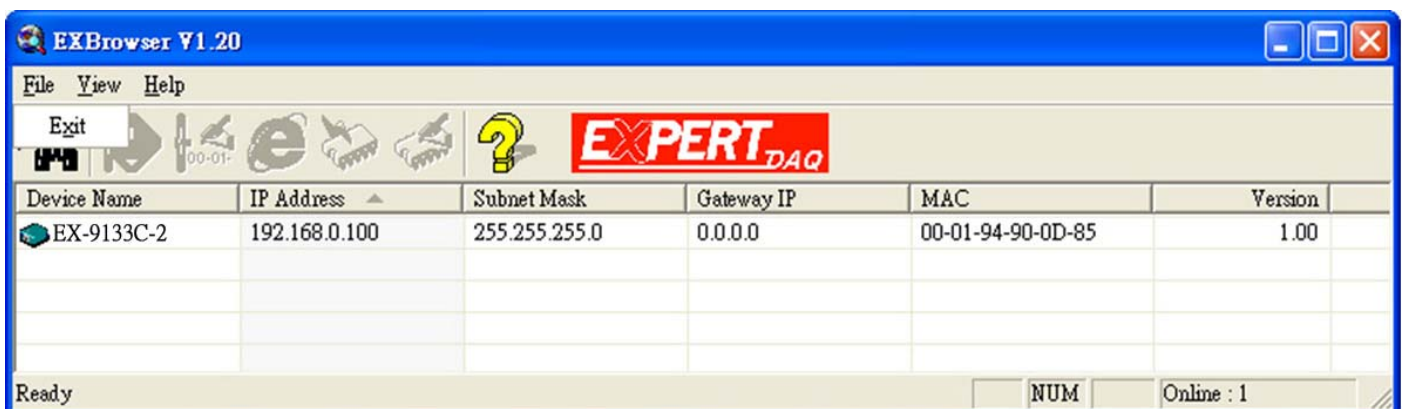 EXBrowser V1.20
File View Help
Exit
00-01-
EXPERT DAQ
Device Name IP Address Subnet Mask Gateway IP MAC Version
EX-9133C-2 192.168.0.100 255.255.255.0 0.0.0.0 00-01-94-90-0D-85 1.00
Ready NUM Online : 1